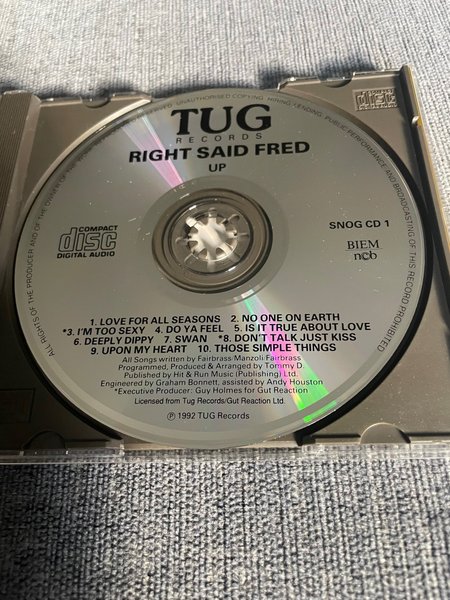 ALL RIGHTS OF THE PRODUCER AND OF THE OWNER OF THE
UNAUTHORISED COPYING, HIRING, LENDING, PUBLIC PERFORMANCE AND BROADCASTING OF THIS RECORD PROHIBITED
TUG
RECORDS
RIGHT SAID FRED
UP
COMPACT
disc
DIGITAL AUDIO
SNOG CD 1
BIEM
ncb
1. LOVE FOR ALL SEASONS 2. NO ONE ON EARTH
*3. I'M TOO SEXY 4. DO YA FEEL 5. IS IT TRUE ABOUT LOVE
6. DEEPLY DIPPY 7. SWAN *8. DON'T TALK JUST KISS
9. UPON MY HEART 10. THOSE SIMPLE THINGS
All Songs written by Fairbrass/Manzoli/Fairbrass
Programmed, Produced & Arranged by Tommy D.
Published by Hit & Run Music (Publishing) Ltd.
Engineered by Graham Bonnett, assisted by Andy Houston
*Executive Producer: Guy Holmes for Gut Reaction
Licensed from Tug Records/Gut Reaction Ltd.
℗ 1992 TUG Records
disc